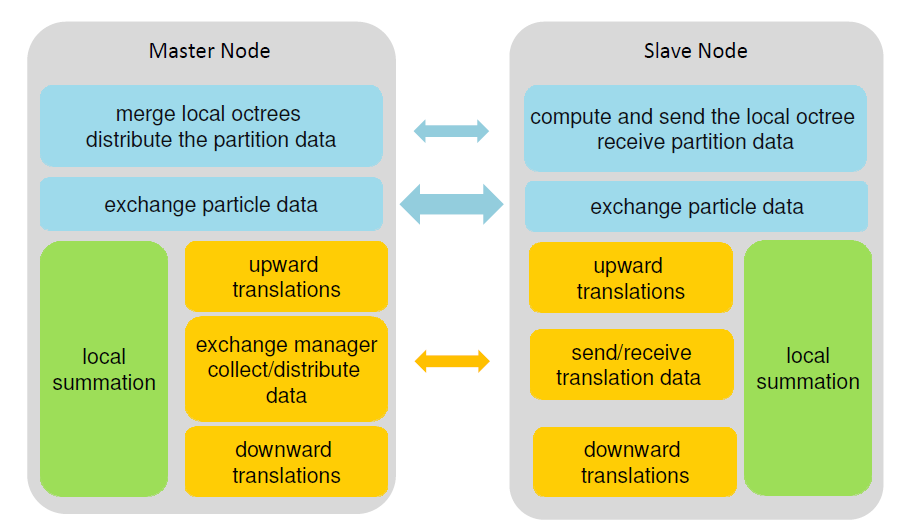 Master Node
merge local octrees
distribute the partition data
exchange particle data
local
summation
upward
translations
exchange manager
collect/distribute
data
downward
translations
Slave Node
compute and send the local octree
receive partition data
exchange particle data
upward
translations
send/receive
translation data
downward
translations
local
summation